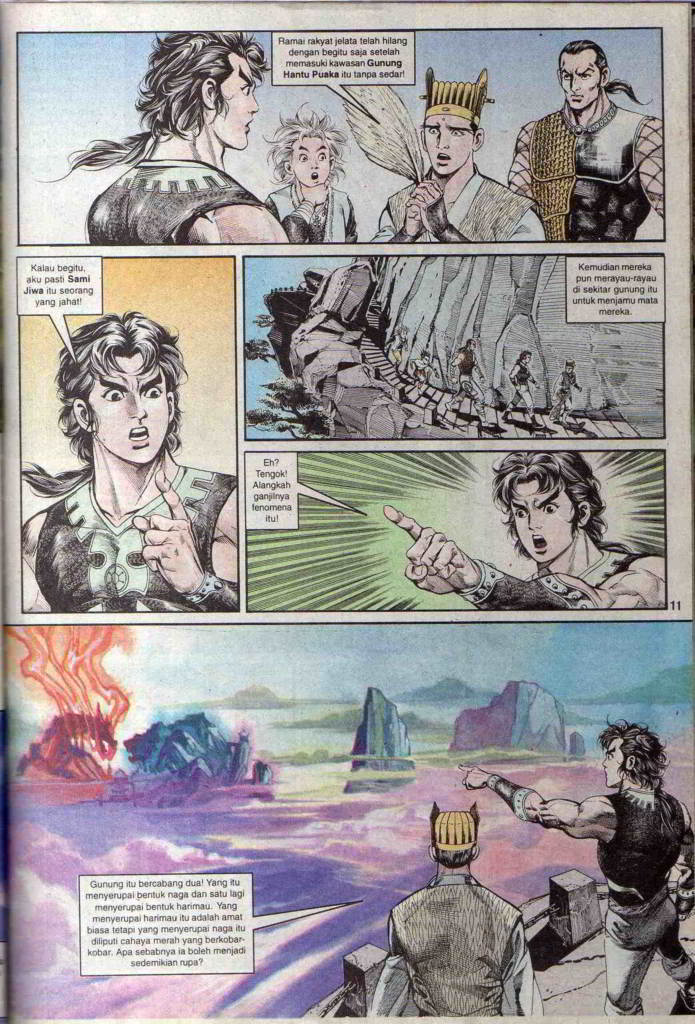 Ramai rakyat jelata telah hilang
dengan begitu saja setelah
memasuki kawasan Gunung
Hantu Puaka itu tanpa sedar!
Kalau begitu,
aku pasti Sami
Jiwa itu seorang
yang jahat!
Kemudian mereka
pun merayau-rayau
di sekitar gunung itu
untuk menjamu mata
mereka.
Eh?
Tengok!
Alangkah
ganjilnya
fenomena
itu!
11
Gunung itu bercabang dua! Yang itu
menyerupai bentuk naga dan satu lagi
menyerupai bentuk harimau. Yang
menyerupai harimau itu adalah amat
biasa tetapi yang menyerupai naga itu
diliputi cahaya merah yang berkobar-
kobar. Apa sebabnya ia boleh menjadi
sedemikian rupa?